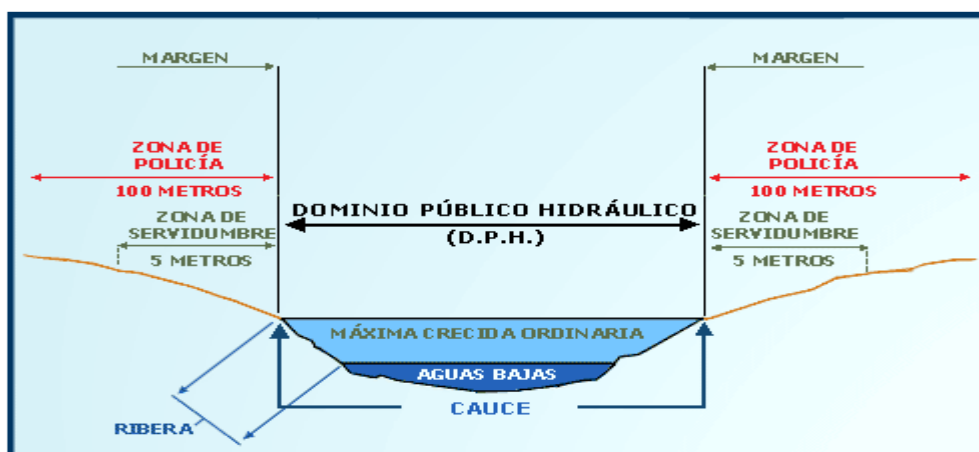 MARGEN
MARGEN
ZONA DE
POLICÍA
100 METROS
ZONA DE
POLICÍA
100 METROS
DOMINIO PÚBLICO HIDRÁULICO
(D.P.H.)
ZONA DE
SERVIDUMBRE
5 METROS
ZONA DE
SERVIDUMBRE
5 METROS
MÁXIMA CRECIDA ORDINARIA
AGUAS BAJAS
CAUCE
RIBERA